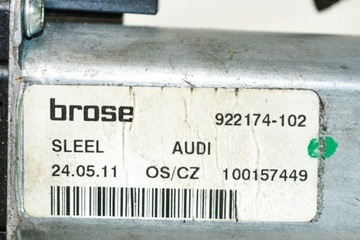 brose 922174-102
SLEEL AUDI
24.05.11 OS/CZ 100157449